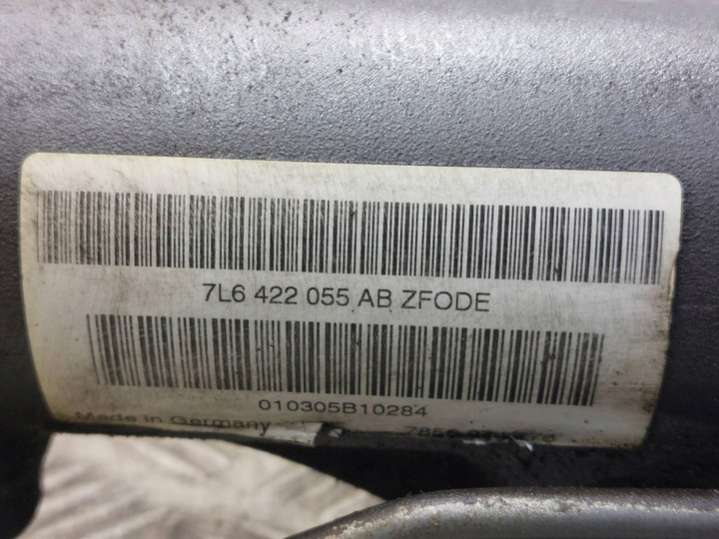 7L6 422 055 AB ZFODE
010305B10284
Made in Germany